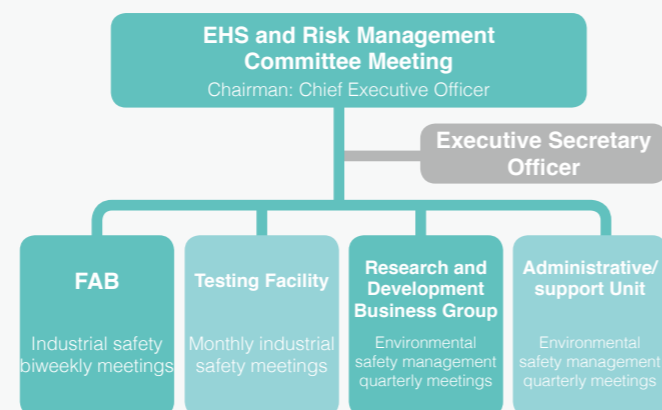 EHS and Risk Management
Committee Meeting
Chairman: Chief Executive Officer
Executive Secretary
Officer
FAB
Industrial safety
biweekly meetings
Testing Facility
Monthly industrial
safety meetings
Research and
Development
Business Group
Environmental
safety management
quarterly meetings
Administrative/
support Unit
Environmental
safety management
quarterly meetings